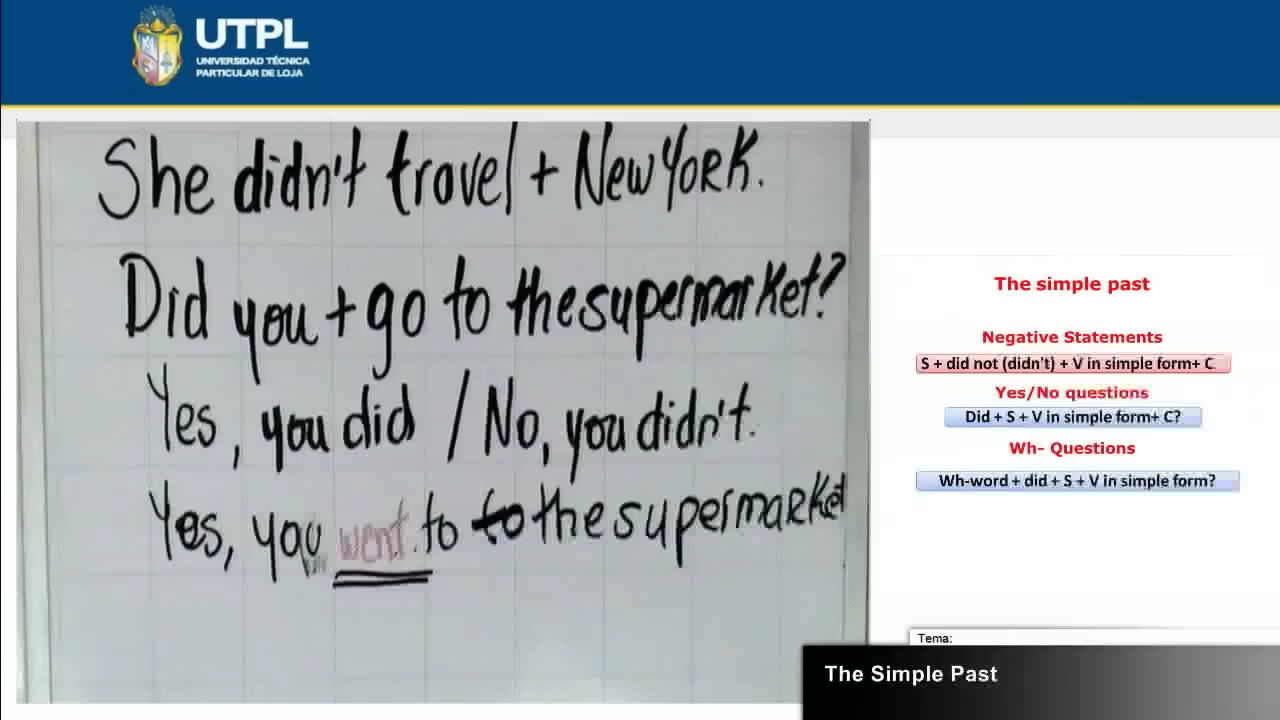 UTPL
UNIVERSIDAD TÉCNICA
PARTICULAR DE LOJA
She didn't travel + New York.
Did you + go to the supermarket?
Yes, you did / No, you didn't.
Yes, you went to to the supermarket
The simple past
Negative Statements
S + did not (didn't) + V in simple form+ C
Yes/No questions
Did + S + V in simple form+ C?
Wh- Questions
Wh-word + did + S + V in simple form?
Tema:
The Simple Past